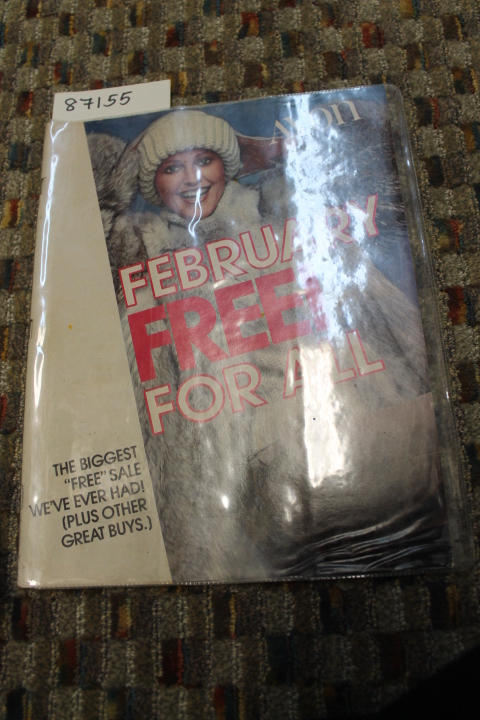 87155
Avon
FEBRUARY
FREE!
FOR ALL
THE BIGGEST
"FREE" SALE
WE'VE EVER HAD!
(PLUS OTHER
GREAT BUYS.)